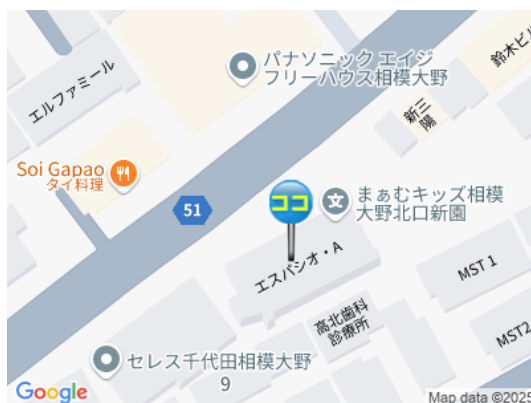 パナソニック エイジ
フリーハウス相模大野
鈴木ビル
エルファミール
新三陽
Soi Gapao
タイ料理
51
ココ
文
まぁむキッズ相模
大野北口新園
エスパシオ・A
MST 1
高北歯科
診療所
MST2
セレス千代田相模大野
9
Google
Map data ©202